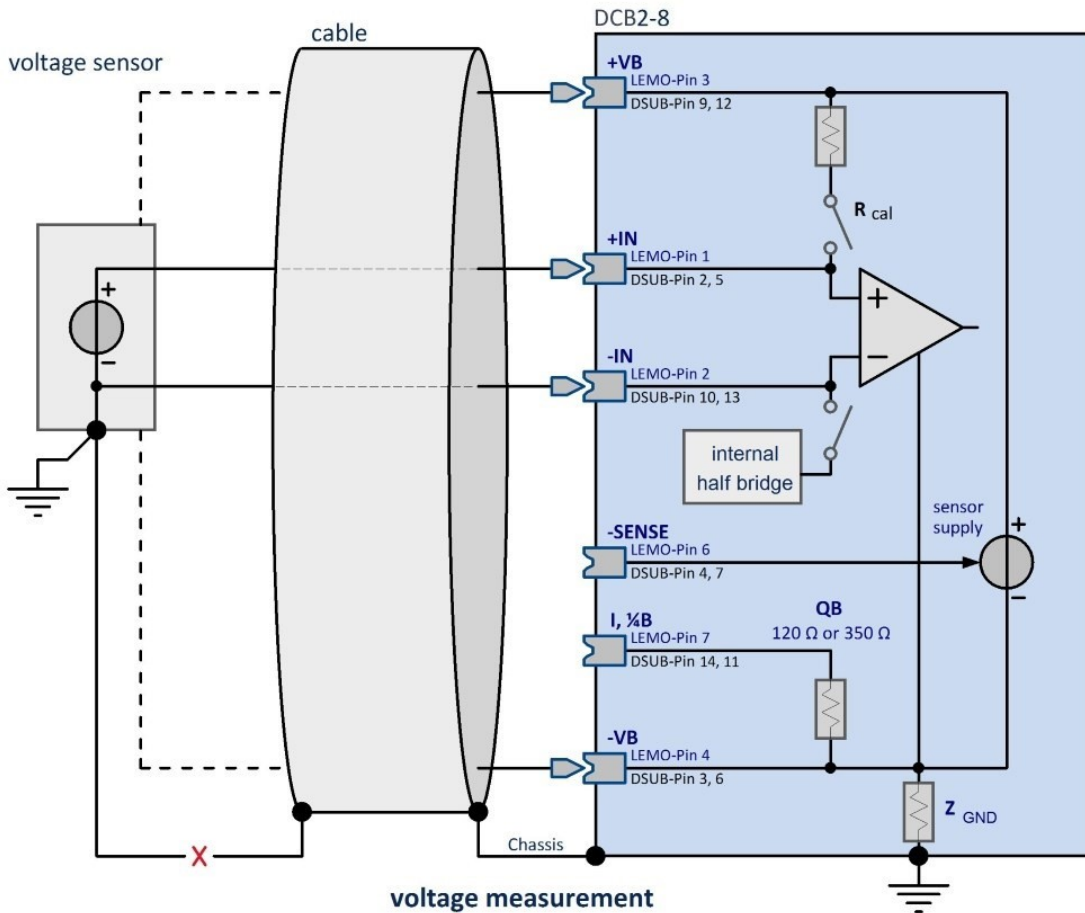 DCB2-8
cable
voltage sensor
+VB
LEMO-Pin 3
DSUB-Pin 9, 12
R cal
+IN
LEMO-Pin 1
DSUB-Pin 2, 5
+
+
-IN
LEMO-Pin 2
DSUB-Pin 10, 13
−
−
internal
half bridge
-SENSE
LEMO-Pin 6
DSUB-Pin 4, 7
sensor
supply
+
−
I, ¼B
LEMO-Pin 7
DSUB-Pin 14, 11
QB
120 Ω or 350 Ω
-VB
LEMO-Pin 4
DSUB-Pin 3, 6
Z GND
X
Chassis
voltage measurement